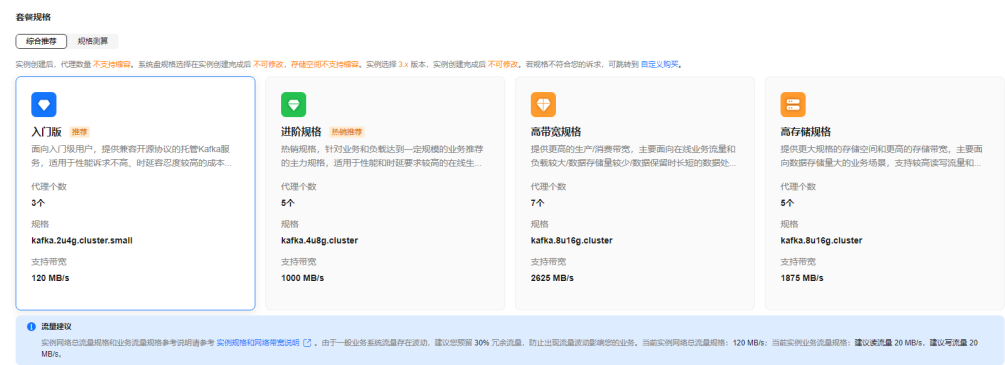 套餐规格
综合推荐 规格测算
实例创建后，代理数量 不支持缩容。系统盘规格选择在实例创建完成后 不可修改，存储空间不支持缩容。实例选择 3.x 版本，实例创建完成后 不可修改。若规格不符合您的诉求，可跳转到 自定义购买。
入门版 推荐
面向入门级用户，提供兼容开源协议的托管Kafka服
务，适用于性能诉求不高、时延容忍度较高的成本...
代理个数
3个
规格
kafka.2u4g.cluster.small
支持带宽
120 MB/s
进阶规格 热销推荐
热销规格，针对业务和负载达到一定规模的业务推荐
的主力规格，适用于性能和时延要求较高的在线生...
代理个数
5个
规格
kafka.4u8g.cluster
支持带宽
1000 MB/s
高带宽规格
提供更高的生产/消费带宽，主要面向在线业务流量和
负载较大/数据存储量较少/数据保留时长短的数据处...
代理个数
7个
规格
kafka.8u16g.cluster
支持带宽
2625 MB/s
高存储规格
提供更大规格的存储空间和更高的存储带宽，主要面
向数据存储量大的业务场景，支持较高读写流量和...
代理个数
5个
规格
kafka.8u16g.cluster
支持带宽
1875 MB/s
流量建议
实例网络总流量规格和业务流量规格参考说明请参考 实例规格和网络带宽说明 。由于一般业务系统流量存在波动，建议您预留 30% 冗余流量，防止出现流量波动影响您的业务。当前实例网络总流量规格：120 MB/s；当前实例业务流量规格：建议读流量 20 MB/s，建议写流量 20
MB/s。